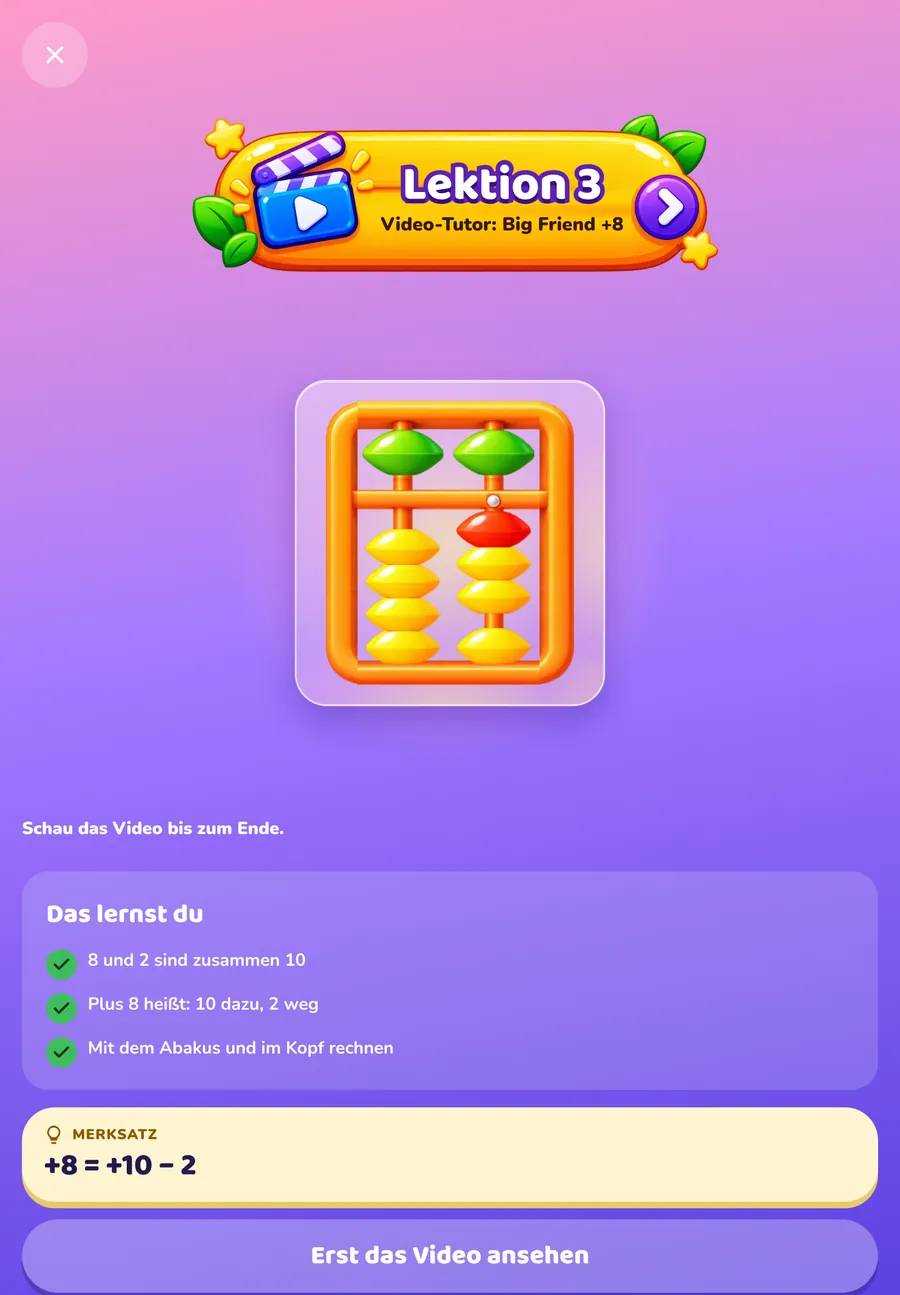 Lektion 3
Video-Tutor: Big Friend +8
Schau das Video bis zum Ende.
Das lernst du
8 und 2 sind zusammen 10
Plus 8 heißt: 10 dazu, 2 weg
Mit dem Abakus und im Kopf rechnen
MERKSATZ
+8 = +10 − 2
Erst das Video ansehen